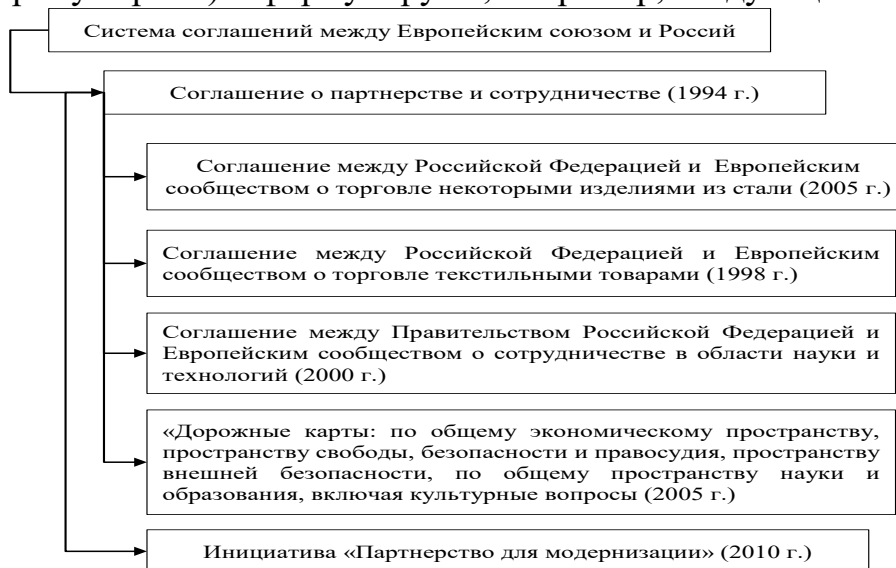 Система соглашений между Европейским союзом и Россий
Соглашение о партнерстве и сотрудничестве (1994 г.)
Соглашение между Российской Федерацией и Европейским
сообществом о торговле некоторыми изделиями из стали (2005 г.)
Соглашение между Российской Федерацией и Европейским
сообществом о торговле текстильными товарами (1998 г.)
Соглашение между Правительством Российской Федерацией и
Европейским сообществом о сотрудничестве в области науки и
технологий (2000 г.)
«Дорожные карты: по общему экономическому пространству,
пространству свободы, безопасности и правосудия, пространству
внешней безопасности, по общему пространству науки и
образования, включая культурные вопросы (2005 г.)
Инициатива «Партнерство для модернизации» (2010 г.)